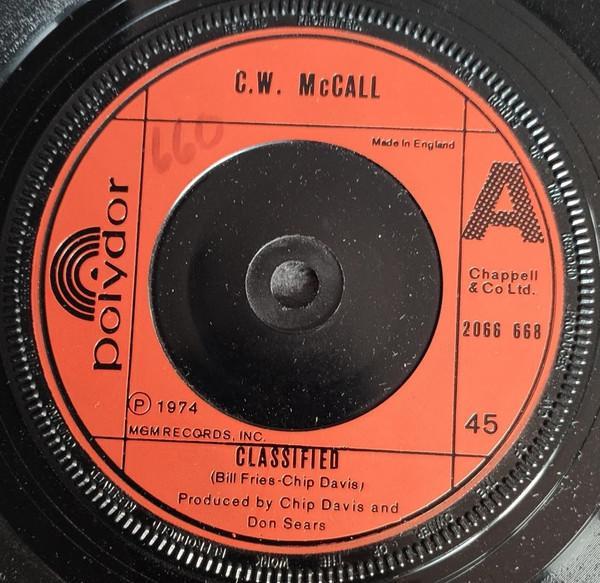 C.W. McCALL
660
Made in England
A
polydor
Chappell
& Co Ltd.
2066 668
Ⓟ 1974
MGM RECORDS, INC.
45
CLASSIFIED
(Bill Fries-Chip Davis)
Produced by Chip Davis and
Don Sears